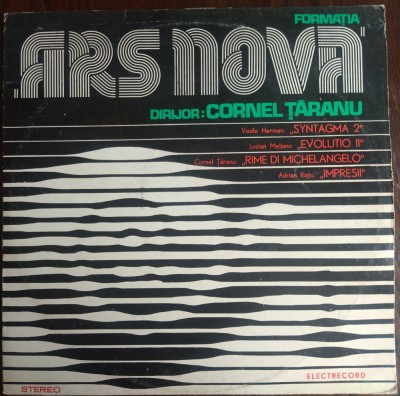 FORMAȚIA
ARS NOVA
DIRIJOR: CORNEL ȚĂRANU
Vasile Herman „SYNTAGMA 2"
Lucian Mețianu „EVOLUTIO II"
Cornel Țăranu „RIME DI MICHELANGELO"
Adrian Rațiu „IMPRESII"
STEREO
ELECTRECORD